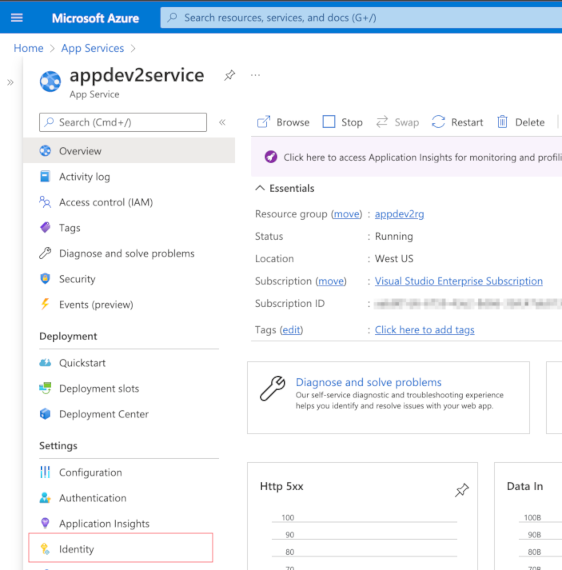 Microsoft Azure
Search resources, services, and docs (G+/)
Home > App Services >
»
appdev2service
...
App Service
Search (Cmd+/)
«
Overview
Activity log
Access control (IAM)
Tags
Diagnose and solve problems
Security
Events (preview)
Deployment
Quickstart
Deployment slots
Deployment Center
Settings
Configuration
Authentication
Application Insights
Identity
Browse Stop Swap Restart Delete
Click here to access Application Insights for monitoring and profili
Essentials
Resource group (move) : appdev2rg
Status : Running
Location : West US
Subscription (move) : Visual Studio Enterprise Subscription
Subscription ID :
Tags (edit) : Click here to add tags
Diagnose and solve problems
Our self-service diagnostic and troubleshooting experience
helps you identify and resolve issues with your web app.
Http 5xx
100
90
80
70
Data In
100B
90B
80B
70B